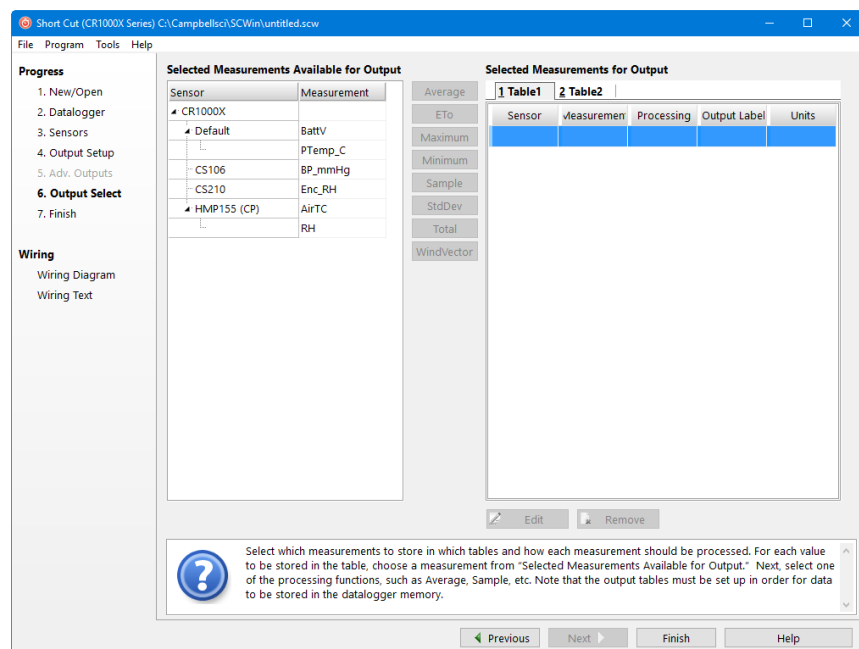 Short Cut (CR1000X Series) C:\Campbellsci\SCWin\untitled.scw
File Program Tools Help
Progress
1. New/Open
2. Datalogger
3. Sensors
4. Output Setup
5. Adv. Outputs
6. Output Select
7. Finish
Wiring
Wiring Diagram
Wiring Text
Selected Measurements Available for Output
Sensor Measurement
CR1000X
Default BattV
PTemp_C
CS106 BP_mmHg
CS210 Enc_RH
HMP155 (CP) AirTC
RH
Average
ETo
Maximum
Minimum
Sample
StdDev
Total
WindVector
Selected Measurements for Output
1 Table1 2 Table2
Sensor Measuremen Processing Output Label Units
Edit Remove
Select which measurements to store in which tables and how each measurement should be processed. For each value
to be stored in the table, choose a measurement from "Selected Measurements Available for Output." Next, select one
of the processing functions, such as Average, Sample, etc. Note that the output tables must be set up in order for data
to be stored in the datalogger memory.
Previous Next Finish Help